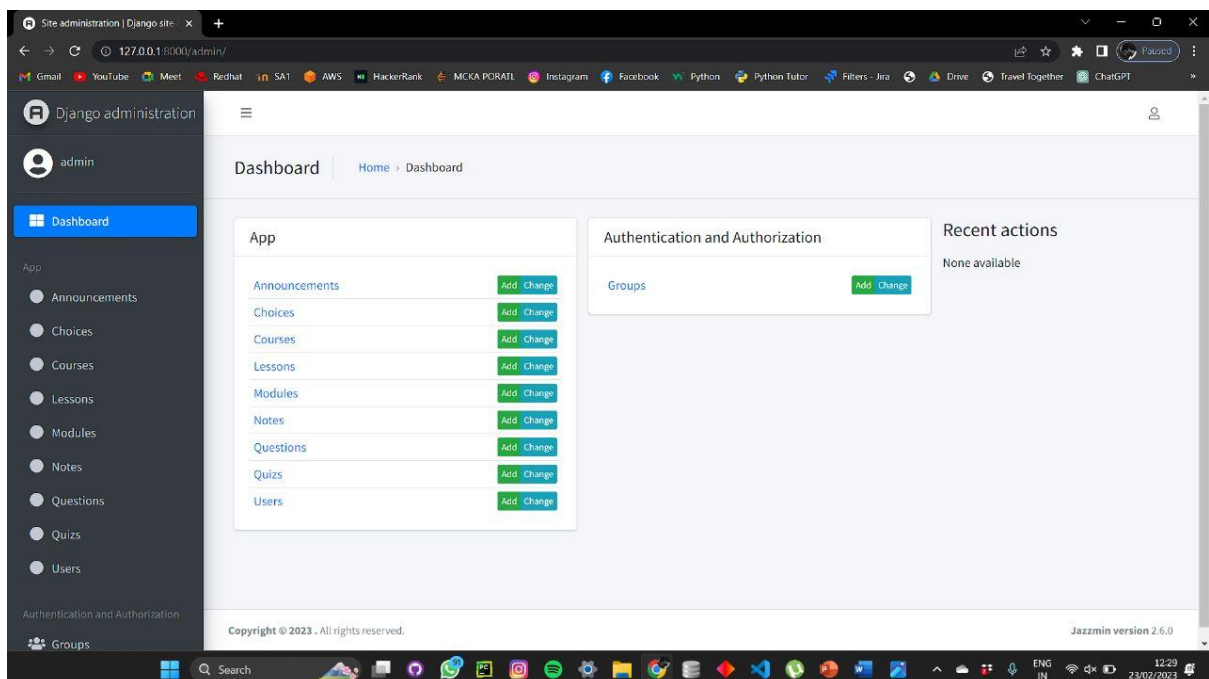 Site administration | Django site
127.0.0.1:8000/admin/
Paused
Gmail YouTube Meet Redhat SA1 AWS HackerRank MCKA PORATL Instagram Facebook Python Python Tutor Filters - Jira Drive Travel Together ChatGPT »
Django administration
admin
Dashboard Home › Dashboard
Dashboard
App
Announcements
Choices
Courses
Lessons
Modules
Notes
Questions
Quizs
Users
Authentication and Authorization
Groups
App
Announcements Add Change
Choices Add Change
Courses Add Change
Lessons Add Change
Modules Add Change
Notes Add Change
Questions Add Change
Quizs Add Change
Users Add Change
Authentication and Authorization
Groups Add Change
Recent actions
None available
Copyright © 2023 . All rights reserved.
Jazzmin version 2.6.0
Search
ENG
IN
12:29
23/02/2023